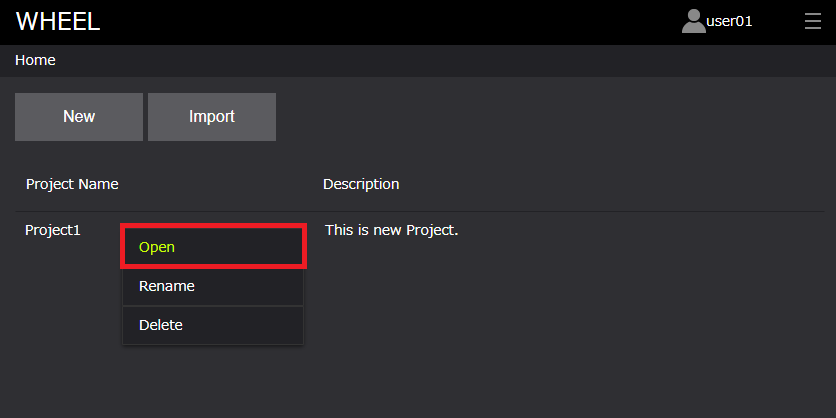 WHEEL
user01
Home
New
Import
Project Name
Description
Project1
This is new Project.
Open
Rename
Delete